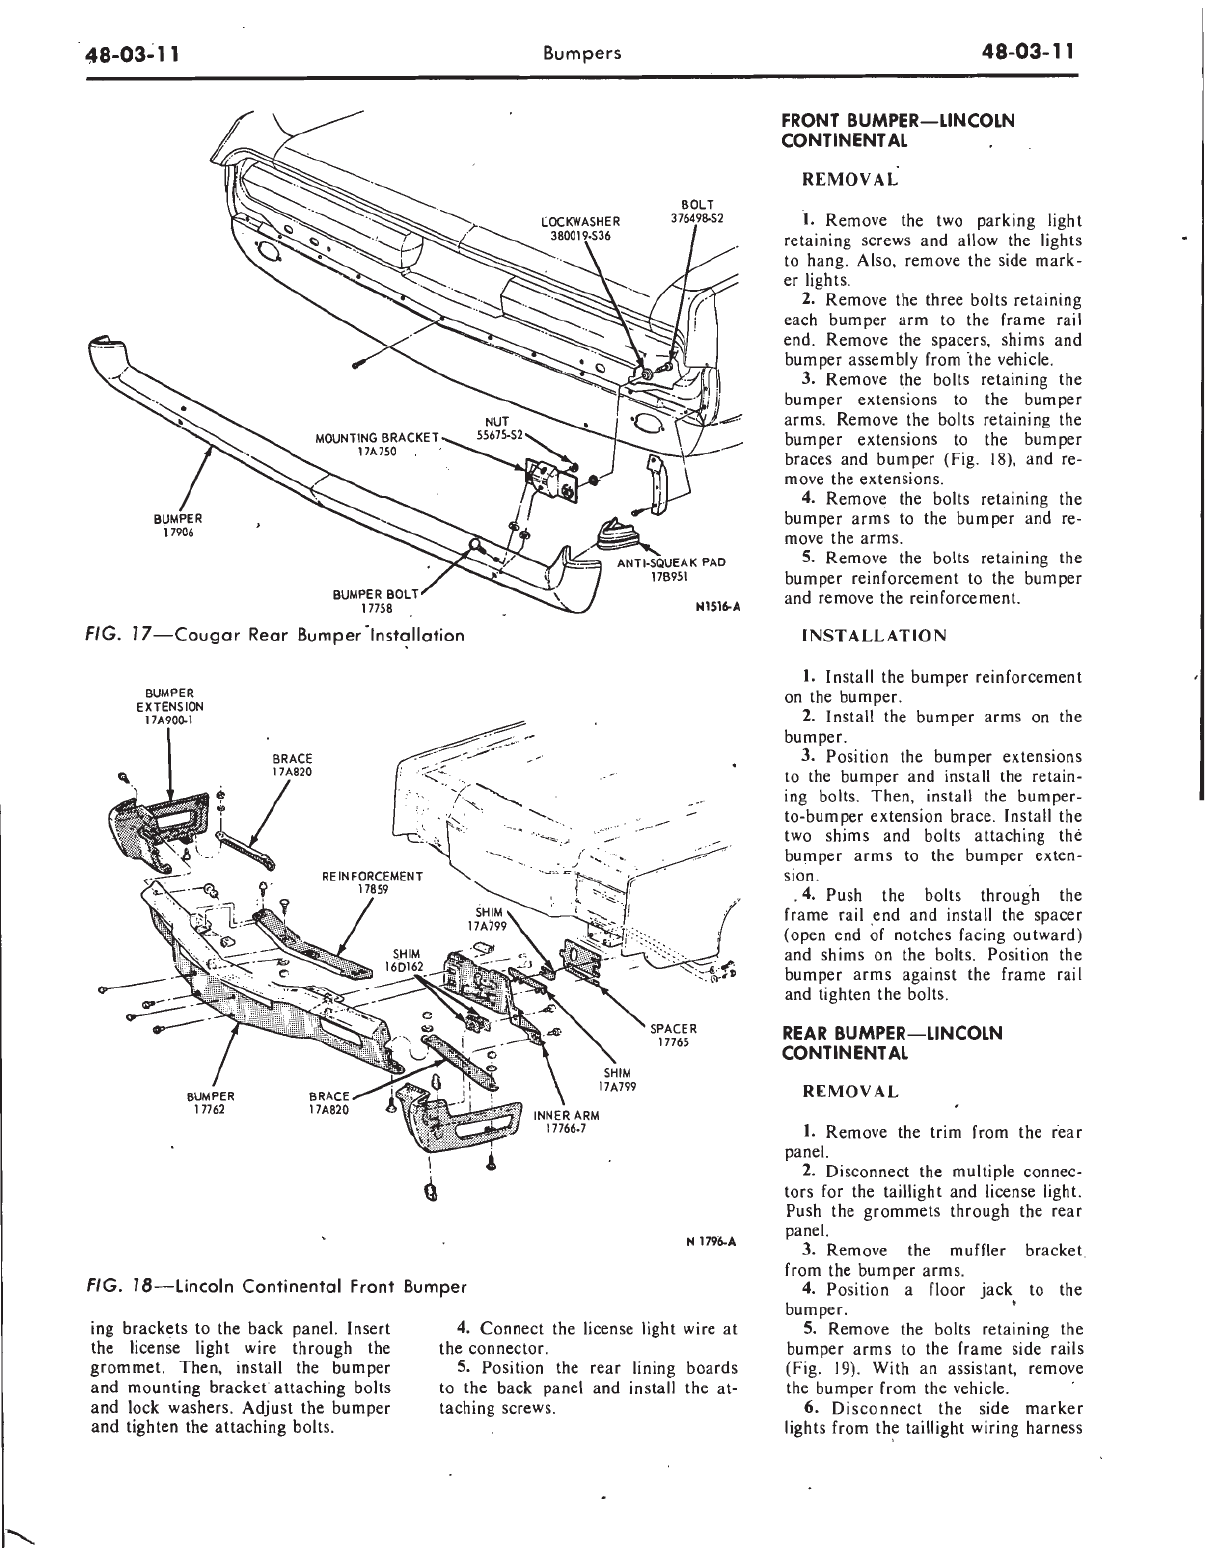 48-03-11
Bumpers
48-03-11
LOCKWASHER
380019-S36
BOLT
376498-S2
NUT
55675-S2
MOUNTING BRACKET
17A750
BUMPER
17906
ANTI-SQUEAK PAD
17B951
BUMPER BOLT
17758
N1516-A
FIG. 17—Cougar Rear Bumper Installation
BUMPER
EXTENSION
17A900-1
BRACE
17A820
REINFORCEMENT
17859
SHIM
17A799
SHIM
16D162
SPACER
17765
SHIM
17A799
BUMPER
17762
BRACE
17A820
INNER ARM
17766-7
N 1796-A
FIG. 18—Lincoln Continental Front Bumper
ing brackets to the back panel. Insert
the license light wire through the
grommet. Then, install the bumper
and mounting bracket attaching bolts
and lock washers. Adjust the bumper
and tighten the attaching bolts.
4. Connect the license light wire at
the connector.
5. Position the rear lining boards
to the back panel and install the at-
taching screws.
FRONT BUMPER—LINCOLN
CONTINENTAL
REMOVAL
1. Remove the two parking light
retaining screws and allow the lights
to hang. Also, remove the side mark-
er lights.
2. Remove the three bolts retaining
each bumper arm to the frame rail
end. Remove the spacers, shims and
bumper assembly from the vehicle.
3. Remove the bolts retaining the
bumper extensions to the bumper
arms. Remove the bolts retaining the
bumper extensions to the bumper
braces and bumper (Fig. 18), and re-
move the extensions.
4. Remove the bolts retaining the
bumper arms to the bumper and re-
move the arms.
5. Remove the bolts retaining the
bumper reinforcement to the bumper
and remove the reinforcement.
INSTALLATION
1. Install the bumper reinforcement
on the bumper.
2. Install the bumper arms on the
bumper.
3. Position the bumper extensions
to the bumper and install the retain-
ing bolts. Then, install the bumper-
to-bumper extension brace. Install the
two shims and bolts attaching the
bumper arms to the bumper exten-
sion.
4. Push the bolts through the
frame rail end and install the spacer
(open end of notches facing outward)
and shims on the bolts. Position the
bumper arms against the frame rail
and tighten the bolts.
REAR BUMPER—LINCOLN
CONTINENTAL
REMOVAL
1. Remove the trim from the rear
panel.
2. Disconnect the multiple connec-
tors for the taillight and license light.
Push the grommets through the rear
panel.
3. Remove the muffler bracket
from the bumper arms.
4. Position a floor jack to the
bumper.
5. Remove the bolts retaining the
bumper arms to the frame side rails
(Fig. 19). With an assistant, remove
the bumper from the vehicle.
6. Disconnect the side marker
lights from the taillight wiring harness